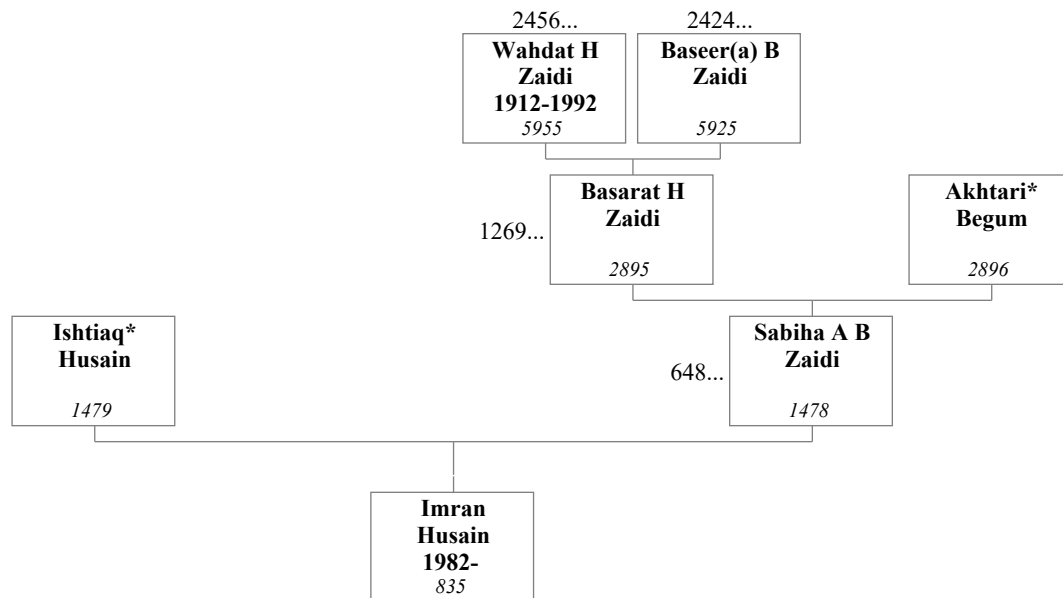 2456...
2424...
Wahdat H
Zaidi
1912-1992
5955
Baseer(a) B
Zaidi
5925
1269...
Basarat H
Zaidi
2895
Akhtari*
Begum
2896
Ishtiaq*
Husain
1479
648...
Sabiha A B
Zaidi
1478
Imran
Husain
1982-
835